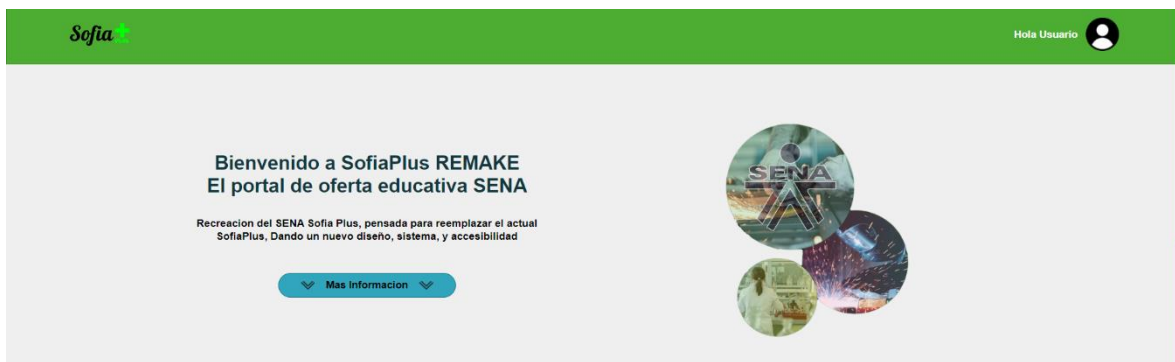 Sofia+
Hola Usuario
Bienvenido a SofiaPlus REMAKE
El portal de oferta educativa SENA
Recreacion del SENA Sofia Plus, pensada para reemplazar el actual
SofiaPlus, Dando un nuevo diseño, sistema, y accesibilidad
Mas Informacion
SENA